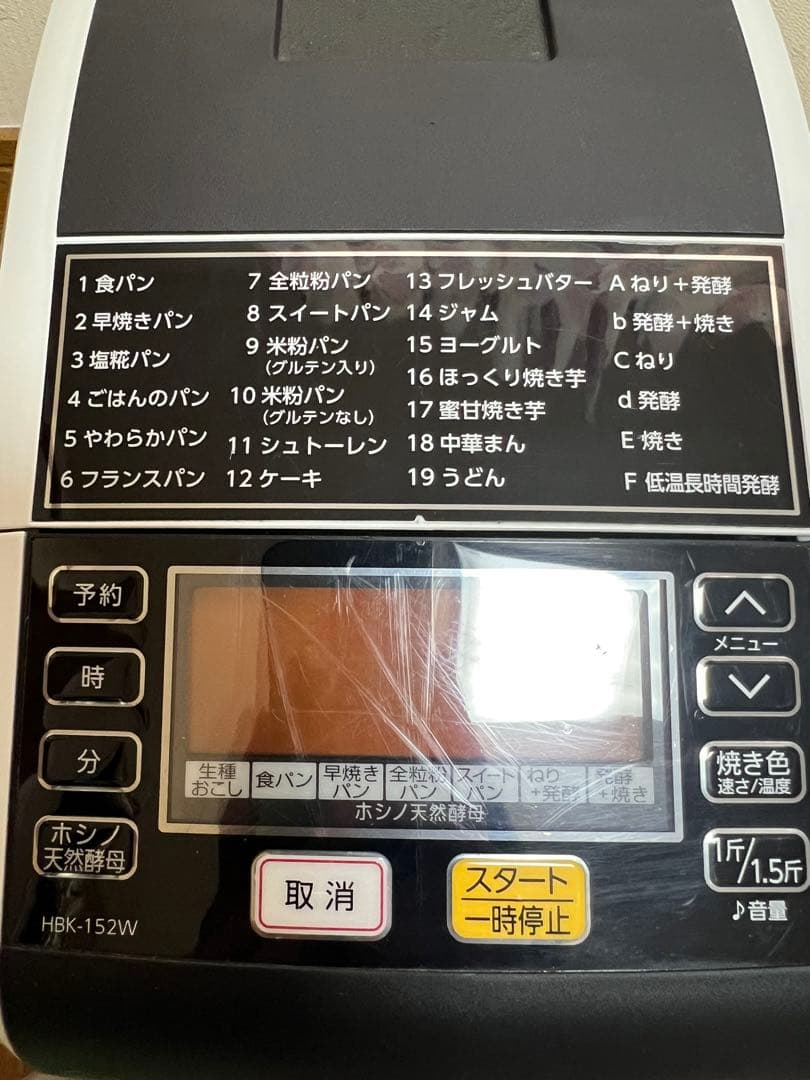 1 食パン
2 早焼きパン
3 塩糀パン
4 ごはんのパン
5 やわらかパン
6 フランスパン
7 全粒粉パン
8 スイートパン
9 米粉パン
(グルテン入り)
10 米粉パン
(グルテンなし)
11 シュトーレン
12 ケーキ
13 フレッシュバター
14 ジャム
15 ヨーグルト
16 ほっくり焼き芋
17 蜜甘焼き芋
18 中華まん
19 うどん
A ねり+発酵
b 発酵+焼き
C ねり
d 発酵
E 焼き
F 低温長時間発酵
予約
時
分
ホシノ
天然酵母
HBK-152W
生種
おこし
食パン
早焼き
パン
全粒粉
パン
スイート
パン
ねり
+発酵
発酵
+焼き
ホシノ天然酵母
取消
スタート
一時停止
メニュー
焼き色
速さ/温度
1斤/1.5斤
♪音量